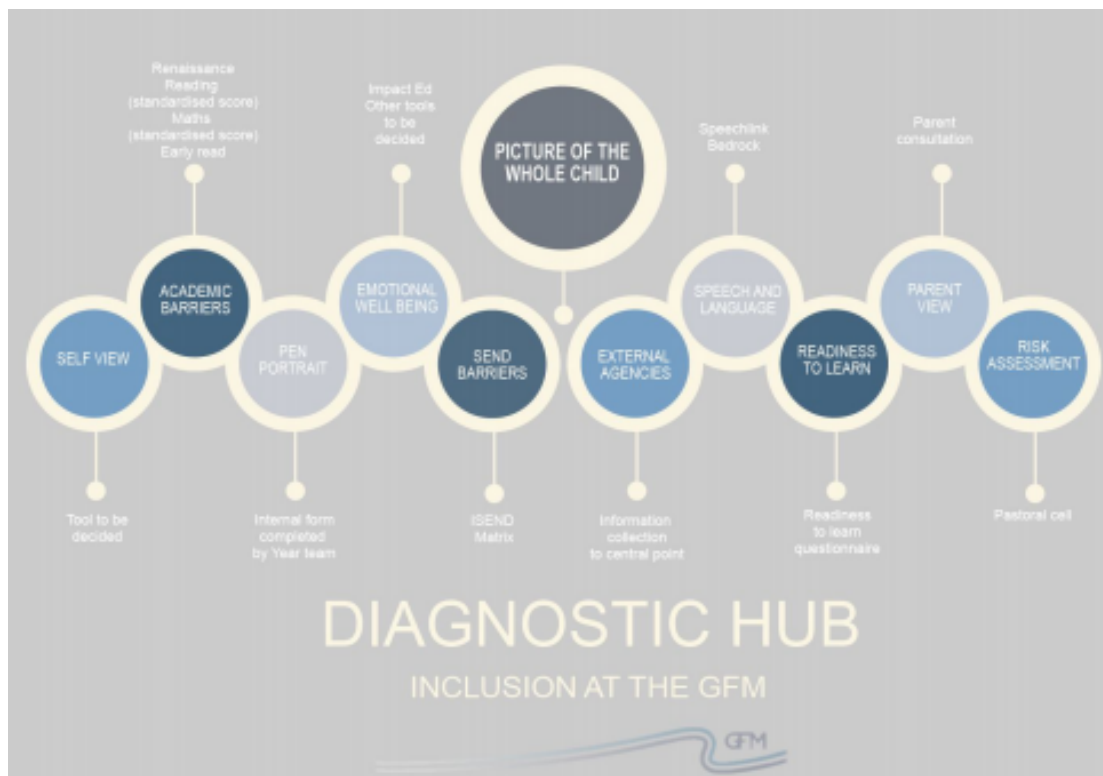 Renaissance
Reading
(standardised score)
Maths
(standardised score)
Early read
Impact Ed
Other tools
to be
decided
PICTURE OF THE
WHOLE CHILD
Speechlink
Bedrock
Parent
consultation
SELF VIEW
ACADEMIC
BARRIERS
PEN
PORTRAIT
EMOTIONAL
WELL BEING
SEND
BARRIERS
EXTERNAL
AGENCIES
SPEECH AND
LANGUAGE
READINESS
TO LEARN
PARENT
VIEW
RISK
ASSESSMENT
Tool to be
decided
Internal form
completed
by Year team
ISEND
Matrix
Information
collection
to central point
Readiness
to learn
questionnaire
Pastoral cell
DIAGNOSTIC HUB
INCLUSION AT THE GFM
GFM